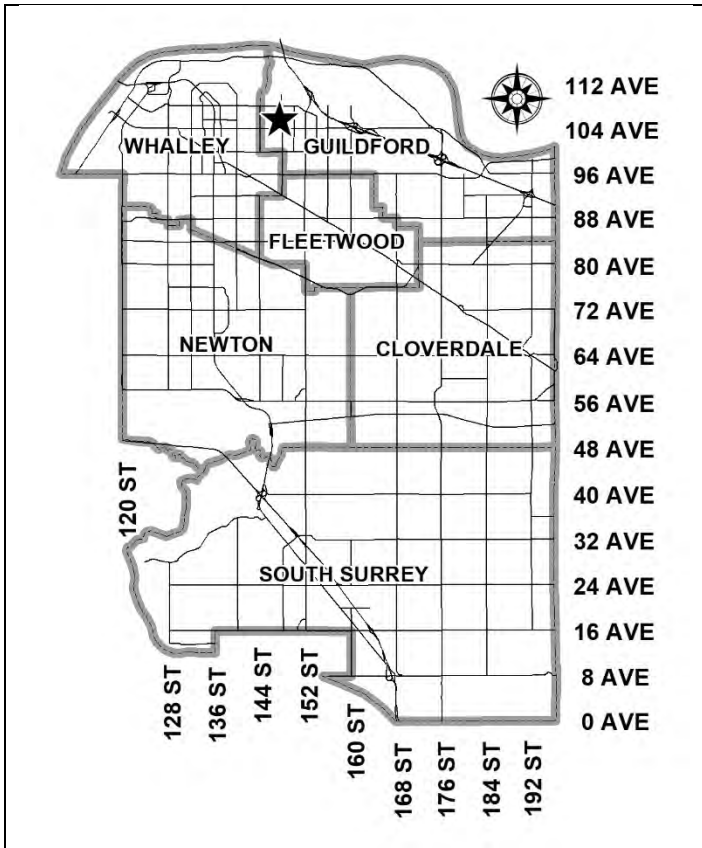 112 AVE
104 AVE
WHALLEY
GUILDFORD
96 AVE
88 AVE
FLEETWOOD
80 AVE
72 AVE
NEWTON
CLOVERDALE
64 AVE
56 AVE
48 AVE
120 ST
40 AVE
32 AVE
SOUTH SURREY
24 AVE
16 AVE
8 AVE
0 AVE
128 ST
136 ST
144 ST
152 ST
160 ST
168 ST
176 ST
184 ST
192 ST